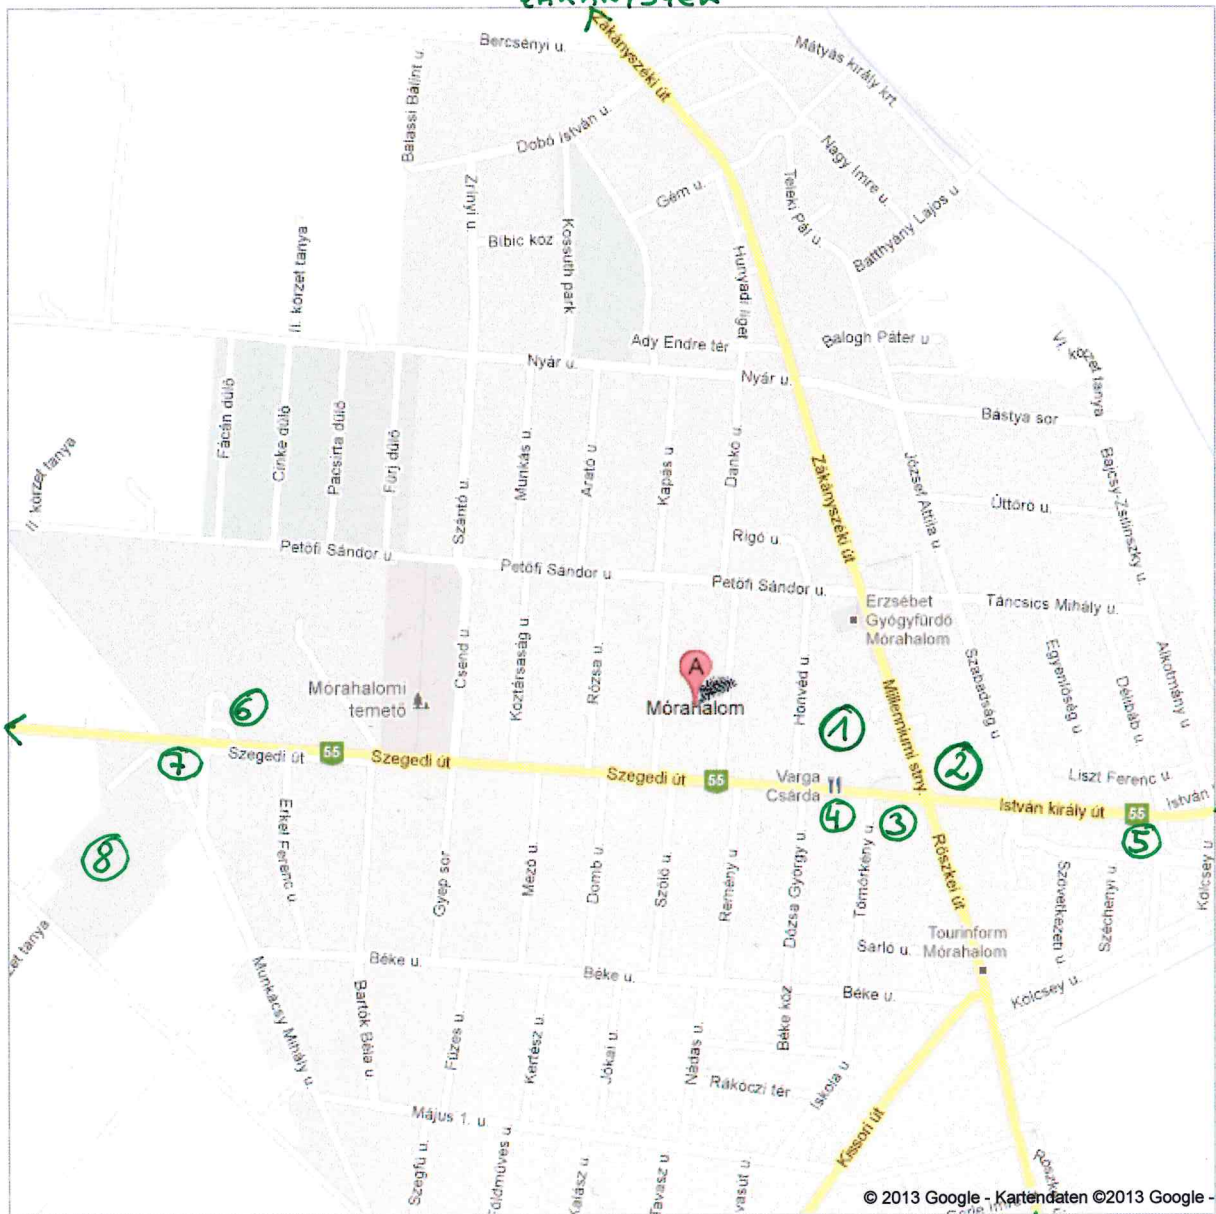 Zákányszéki út
Bercsényi u.
Mátyás király krt.
Balassi Bálint u.
Dobó István u.
Nagy Imre u.
Zrínyi u
Gém u.
Teleki Pál u.
Batthyány Lajos u.
Bibic köz
Kossuth park
Hunyadi liget
II. körzet tanya
Ady Endre tér
Balogh Páter u
VI. körzet tanya
Nyár u.
Nyár u.
Bástya sor
Fácán dűlő
Cinke dűlő
Pacsirta dűlő
Fürj dűlő
Szántó u.
Munkás u.
Arató u
Kapás u
Dankó u.
Zákányszéki út
József Attila u
Bajcsy-Zsilinszky u.
II. körzet tanya
Úttörő u.
Rigó u.
Petőfi Sándor u.
Petőfi Sándor u
Petőfi Sándor u.
Táncsics Mihály u.
Erzsébet
Gyógyfürdő
Mórahalom
Csend u
Köztársaság u
Rózsa u.
A
Mórahalom
Honvéd u.
Millenniumi stny.
Szabadság u
Egyenlőség u
Délibáb u.
Alkotmány u
Mórahalomi
temető
6
1
7
Szegedi út
55
Szegedi út
Szegedi út
55
Varga
Csárda
2
Liszt Ferenc u.
István király út
55
István
4
3
5
8
Erkel Ferenc u
Gyep sor
Mező u.
Domb u.
Szőlő u
Remény u
Dózsa György u.
Tömörkény u.
Röszkei út
Szövetkezeti u
Széchenyi u
Kölcsey u
Tourinform
Mórahalom
Sarló u.
zet tanya
Béke u.
Béke u.
Béke u.
Kölcsey u.
Munkácsy Mihály u.
Bartók Béla u.
Füzes u.
Kertész u.
Jókai u
Nádas u.
Béke köz
Rákóczi tér
Iskola u
Május 1. u.
Kissori út
Szegfű u.
Földműves u.
Kalász u.
Tavasz u
vasút u
© 2013 Google - Kartendaten ©2013 Google -